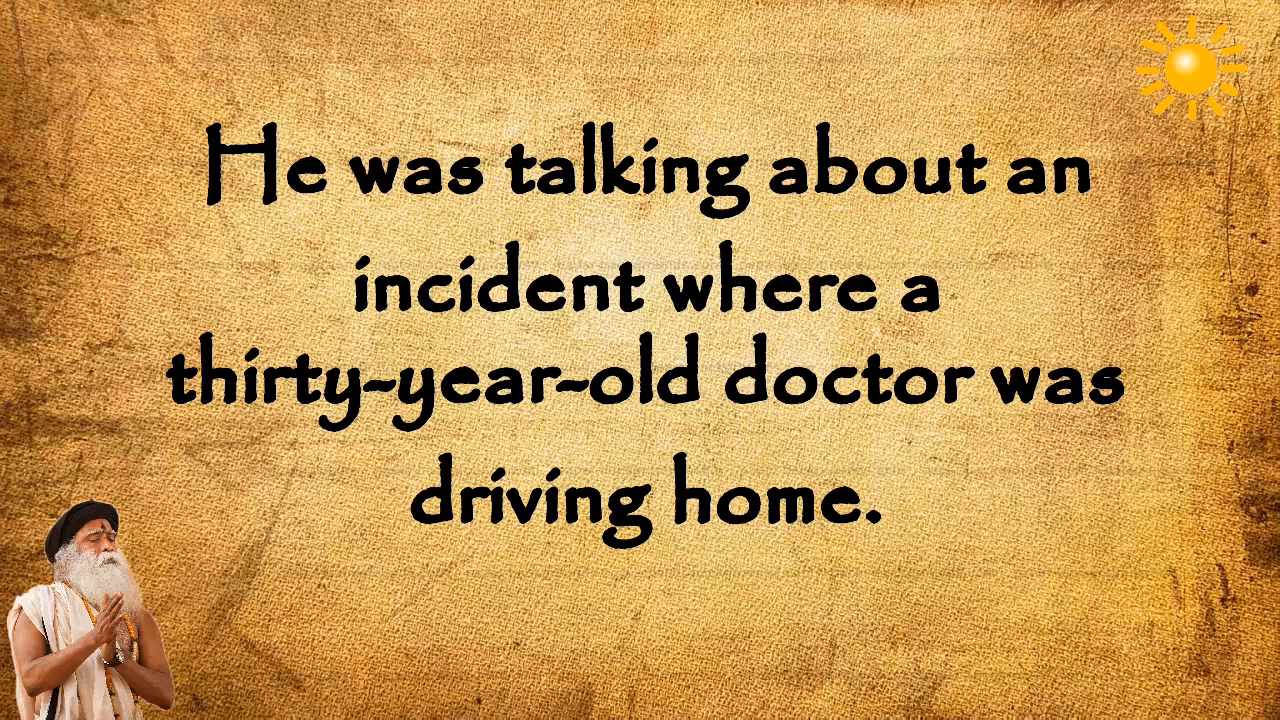 He was talking about an
incident where a
thirty-year-old doctor was
driving home.